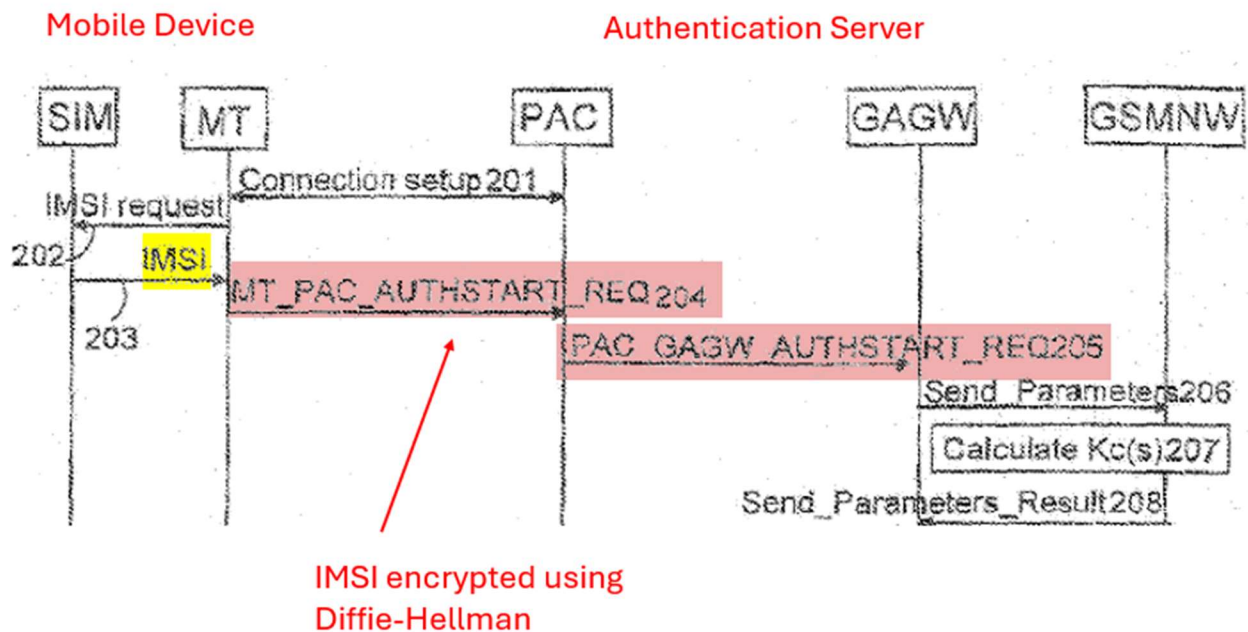 Mobile Device
Authentication Server
SIM
MT
PAC
GAGW
GSMNW
Connection setup 201
IMSI request
202
IMSI
MT_PAC_AUTHSTART_REQ 204
203
PAC_GAGW_AUTHSTART_REQ205
Send_Parameters206
Calculate Kc(s)207
Send_Parameters_Result208
IMSI encrypted using
Diffie-Hellman